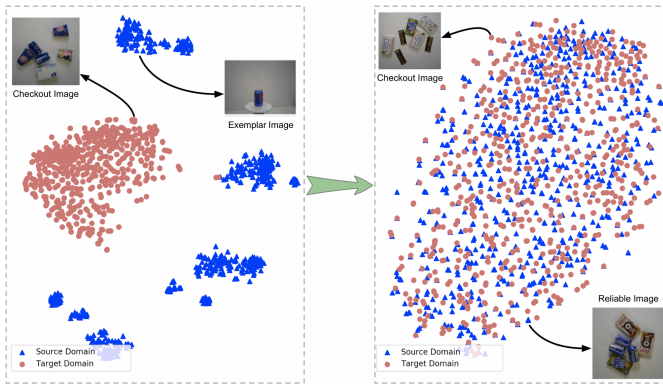 Checkout Image
Exemplar Image
Source Domain
Target Domain
Checkout Image
Reliable Image
Source Domain
Target Domain